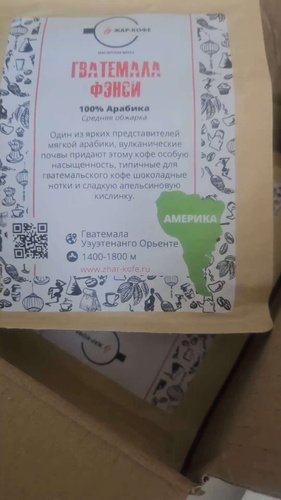 ЖАР-КОФЕ
ГВАТЕМАЛА
ФЭНСИ
100% Арабика
Средняя обжарка
Один из ярких представителей
мягкой арабики, вулканические
почвы придают этому кофе особую
насыщенность, типичные для
гватемальского кофе шоколадные
нотки и сладкую апельсиновую
кислинку.
АМЕРИКА
Гватемала
Уэуэтенанго Орьенте
1400-1800 м
www.zhar-kofe.ru